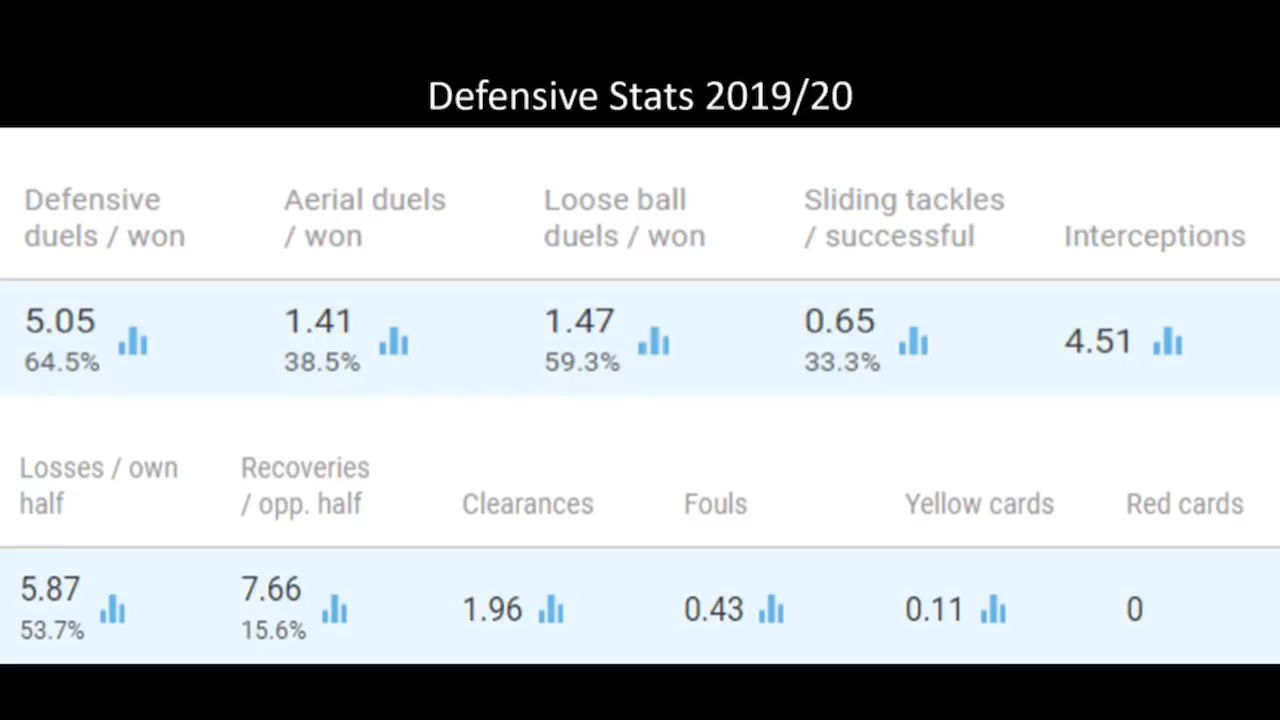 Defensive Stats 2019/20
Defensive Aerial duels Loose ball Sliding tackles
duels / won / won duels / won / successful Interceptions
5.05 1.41 1.47 0.65 4.51
64.5% 38.5% 59.3% 33.3%
Losses / own Recoveries
half / opp. half Clearances Fouls Yellow cards Red cards
5.87 7.66 1.96 0.43 0.11 0
53.7% 15.6%